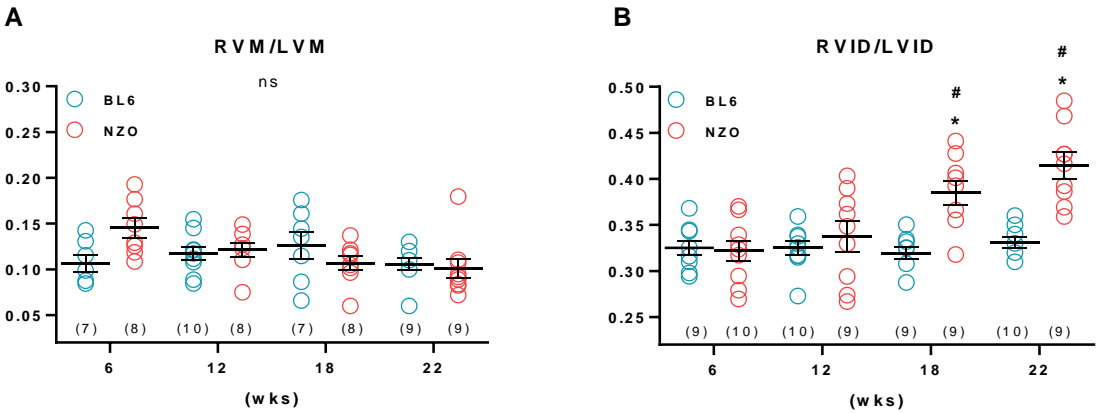 A
RVM/LVM
ns
0.30
0.25
0.20
0.15
0.10
0.05
BL6
NZO
(7) (8) (10) (8) (7) (8) (9) (9)
6 12 18 22
(wks)
B
RVID/LVID
#
*
#
*
0.50
0.45
0.40
0.35
0.30
0.25
BL6
NZO
(9) (10) (10) (9) (9) (9) (10) (9)
6 12 18 22
(wks)